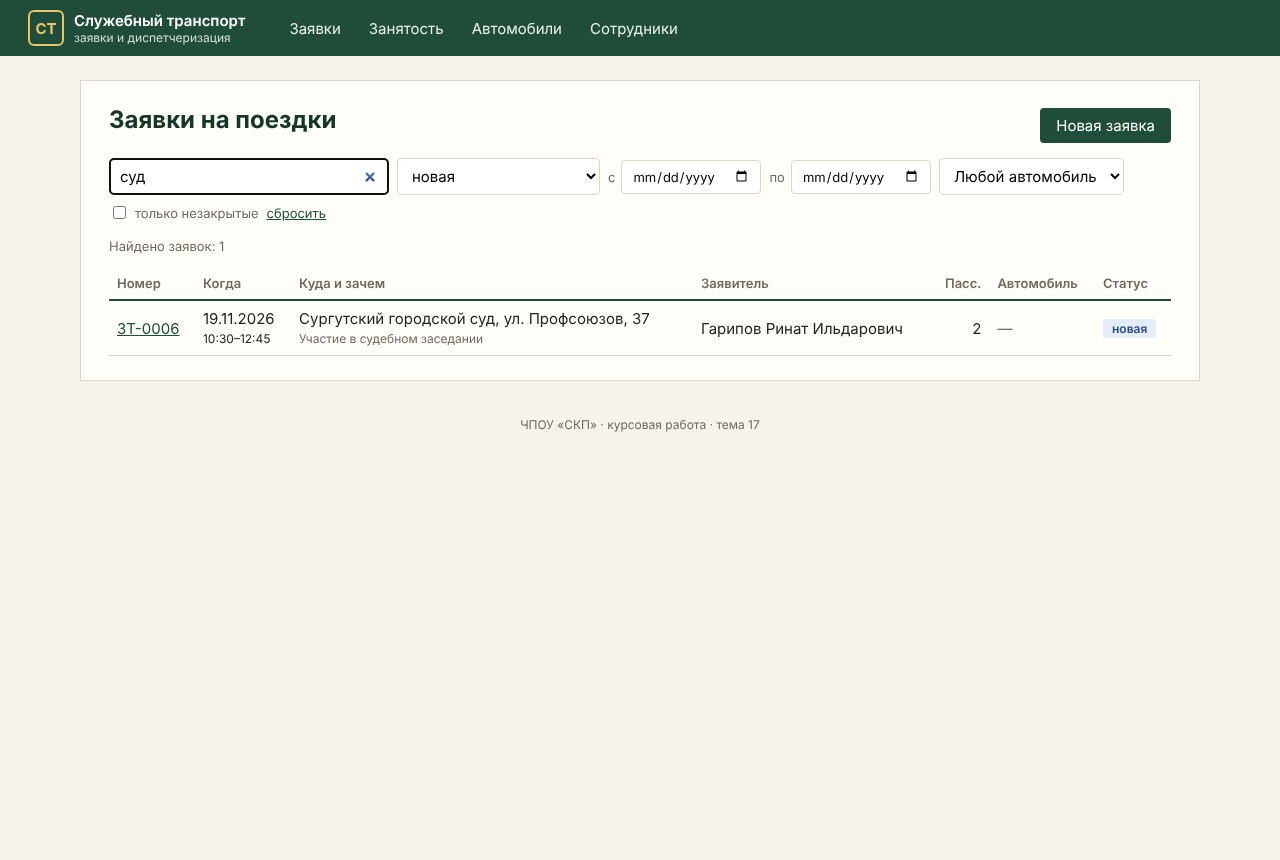 СТ
Служебный транспорт
заявки и диспетчеризация
Заявки
Занятость
Автомобили
Сотрудники
Заявки на поездки
Новая заявка
суд
новая
с
mm/dd/yyyy
по
mm/dd/yyyy
Любой автомобиль
только незакрытые
сбросить
Найдено заявок: 1
Номер
Когда
Куда и зачем
Заявитель
Пасс.
Автомобиль
Статус
ЗТ-0006
19.11.2026
10:30–12:45
Сургутский городской суд, ул. Профсоюзов, 37
Участие в судебном заседании
Гарипов Ринат Ильдарович
2
—
новая
ЧПОУ «СКП» · курсовая работа · тема 17